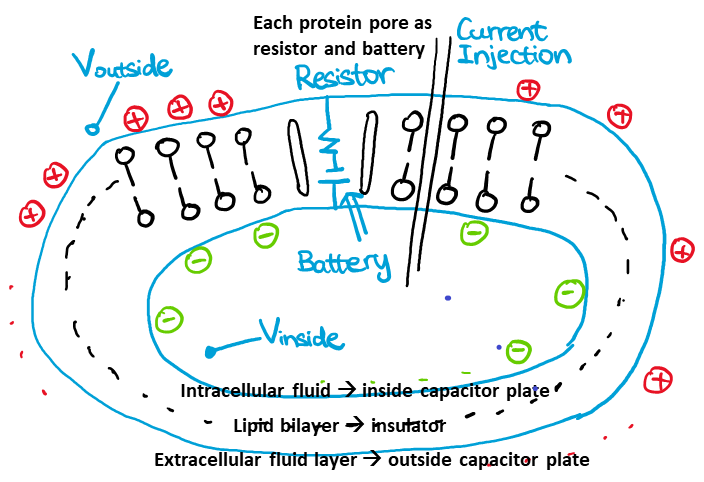 Each protein pore as
resistor and battery
Current
Injection
Voutside
Resistor
Battery
Vinside
Intracellular fluid → inside capacitor plate
Lipid bilayer → insulator
Extracellular fluid layer → outside capacitor plate